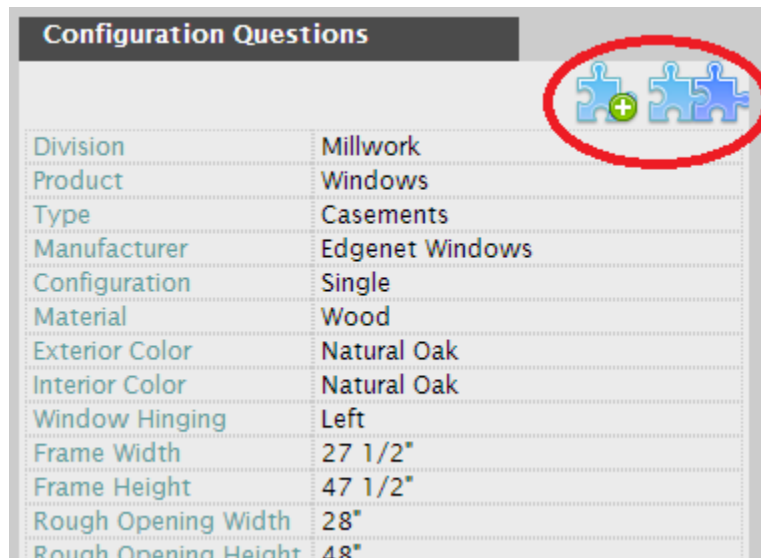 Configuration Questions
Division Millwork
Product Windows
Type Casements
Manufacturer Edgenet Windows
Configuration Single
Material Wood
Exterior Color Natural Oak
Interior Color Natural Oak
Window Hinging Left
Frame Width 27 1/2"
Frame Height 47 1/2"
Rough Opening Width 28"
Rough Opening Height 48"